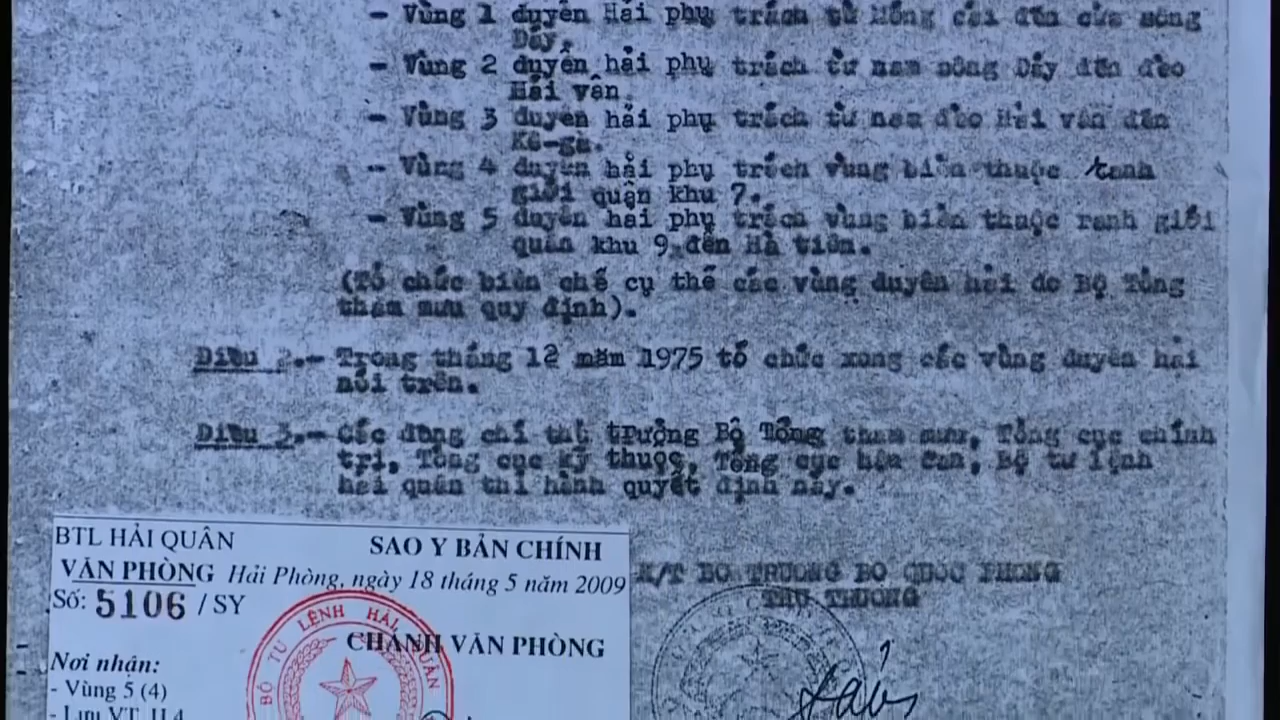 - Vùng 1 duyên Hải phụ trách từ Móng cái đến cửa sông
Đáy.
- Vùng 2 duyên hải phụ trách từ nam sông Đáy đến đèo
Hải vân
- Vùng 3 duyên hải phụ trách từ nam đèo Hải vân đến
Kê-gà.
- Vùng 4 duyên hải phụ trách vùng biển thuộc ranh
giới quân khu 7.
- Vùng 5 duyên hải phụ trách vùng biển thuộc ranh giới
quân khu 9 đến Hà tiên.
(Tổ chức biên chế cụ thể các vùng duyên hải do Bộ Tổng
tham mưu quy định).
Điều 2.- Trong tháng 12 năm 1975 tổ chức xong các vùng duyên hải
nói trên.
Điều 3.- Các đồng chí thủ trưởng Bộ Tổng tham mưu, Tổng cục chính
trị, Tổng cục kỹ thuật, Tổng cục hậu cần, Bộ tư lệnh
hải quân thi hành quyết định này.
K/T BỘ TRƯỞNG BỘ QUỐC PHÒNG
THỨ TRƯỞNG
BTL HẢI QUÂN SAO Y BẢN CHÍNH
VĂN PHÒNG Hải Phòng, ngày 18 tháng 5 năm 2009
Số: 5106 / SY
BỘ TƯ LỆNH HẢI QUÂN
CHÁNH VĂN PHÒNG
Nơi nhận:
- Vùng 5 (4)
- Lưu VT, H4